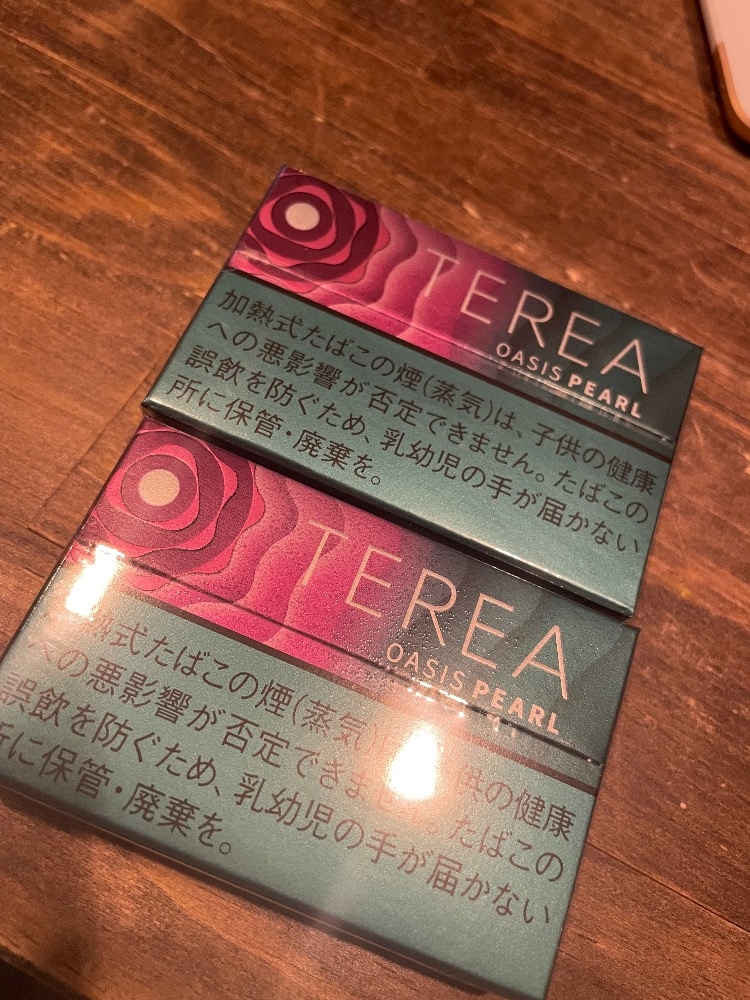 TEREA
OASIS PEARL
加熱式たばこの煙(蒸気)は、子供の健康
への悪影響が否定できません。たばこの
誤飲を防ぐため、乳幼児の手が届かない
所に保管・廃棄を。
TEREA
OASIS PEARL
熱式たばこの煙(蒸気)は、子供の健康
への悪影響が否定できません。たばこの
誤飲を防ぐため、乳幼児の手が届かない
所に保管・廃棄を。